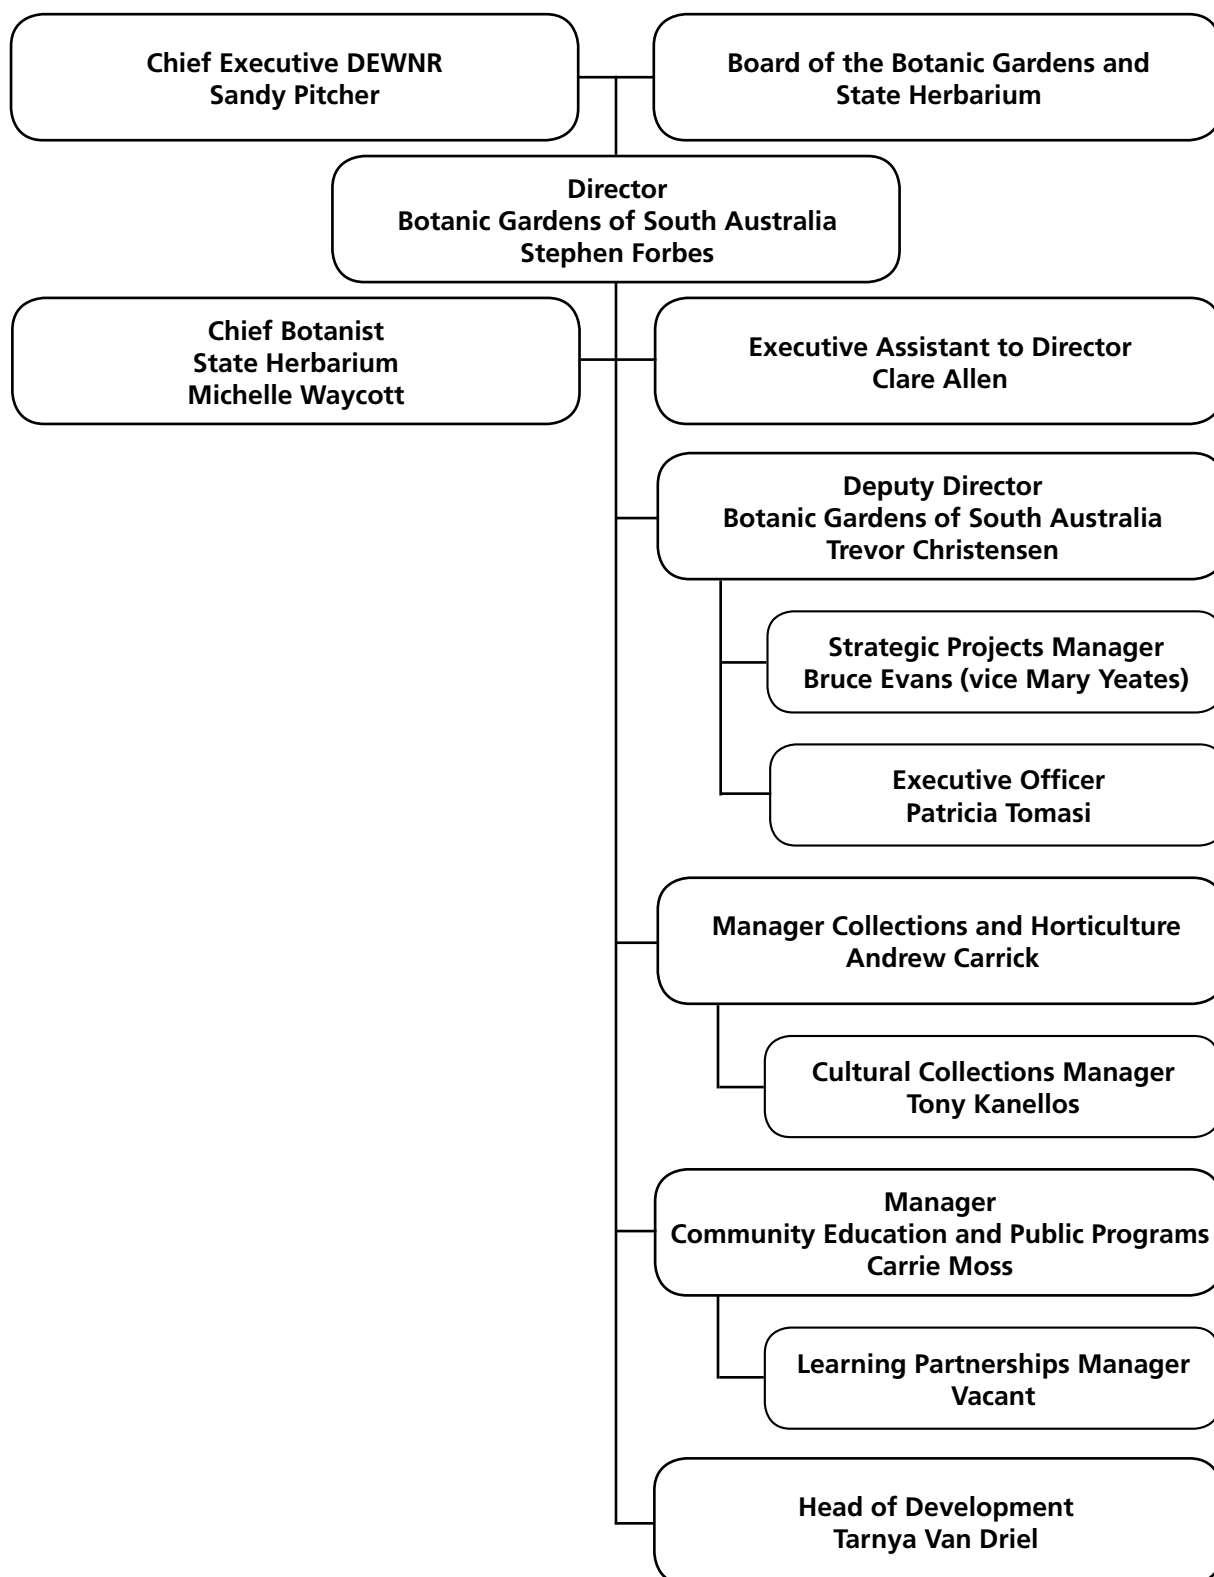 Chief Executive DEWNR
Sandy Pitcher
Board of the Botanic Gardens and
State Herbarium
Director
Botanic Gardens of South Australia
Stephen Forbes
Chief Botanist
State Herbarium
Michelle Waycott
Executive Assistant to Director
Clare Allen
Deputy Director
Botanic Gardens of South Australia
Trevor Christensen
Strategic Projects Manager
Bruce Evans (vice Mary Yeates)
Executive Officer
Patricia Tomasi
Manager Collections and Horticulture
Andrew Carrick
Cultural Collections Manager
Tony Kanellos
Manager
Community Education and Public Programs
Carrie Moss
Learning Partnerships Manager
Vacant
Head of Development
Tarnya Van Driel